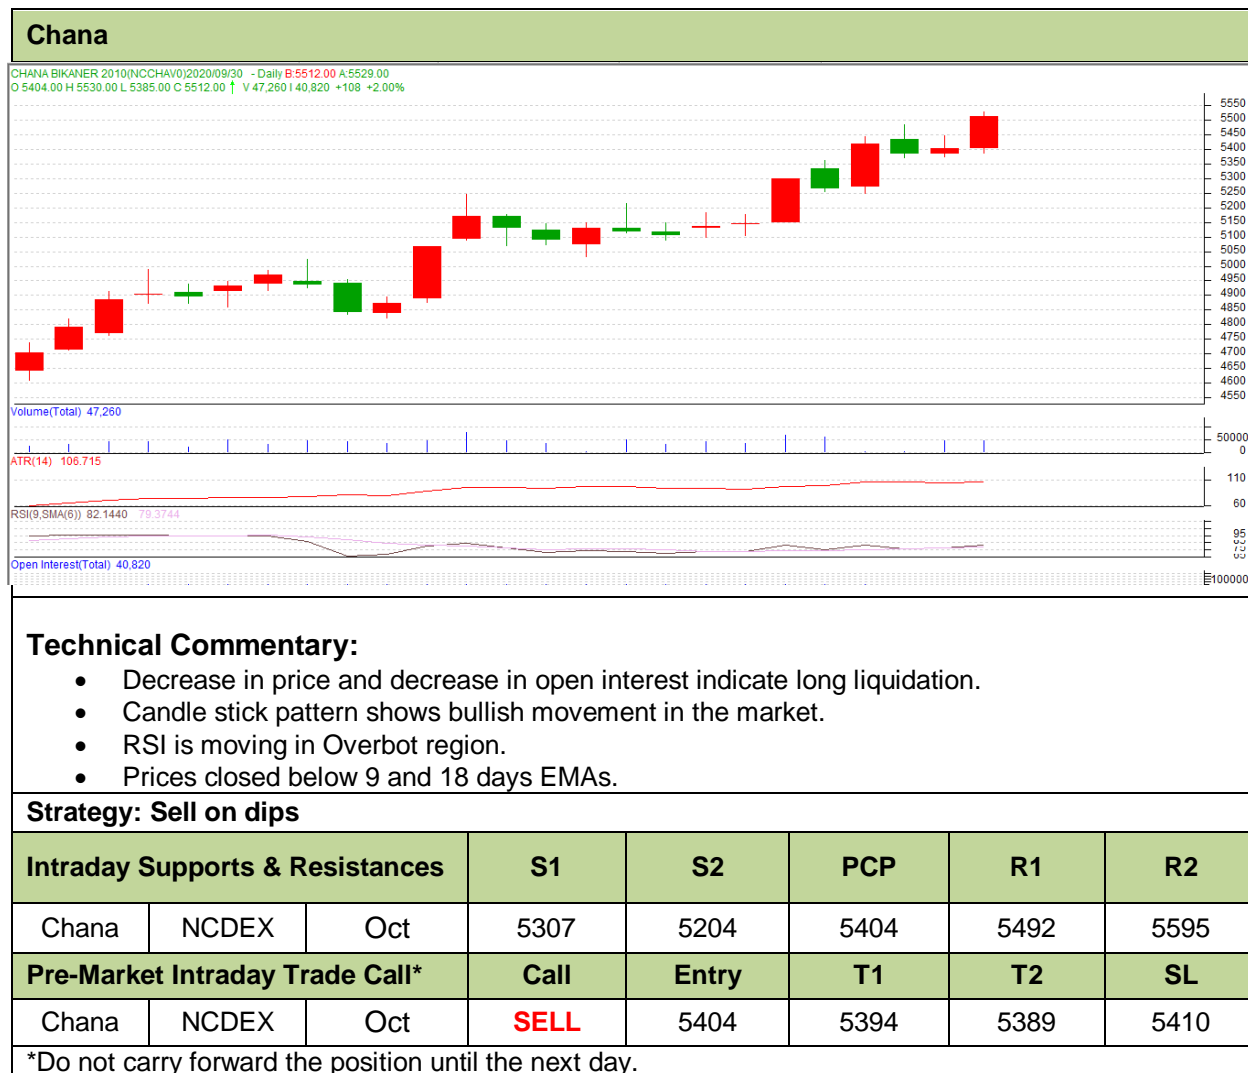 Chana
CHANA BIKANER 2010(NCCHAV0)2020/09/30 - Daily B:5512.00 A:5529.00
O 5404.00 H 5530.00 L 5385.00 C 5512.00 ↑ V 47,260 I 40,820 +108 +2.00%
5550
5500
5450
5400
5350
5300
5250
5200
5150
5100
5050
5000
4950
4900
4850
4800
4750
4700
4650
4600
4550
Volume(Total) 47,260
50000
0
ATR(14) 106.715
110
60
RSI(9,SMA(6)) 82.1440 79.3744
95
75
Open Interest(Total) 40,820
100000
Technical Commentary:
• Decrease in price and decrease in open interest indicate long liquidation.
• Candle stick pattern shows bullish movement in the market.
• RSI is moving in Overbot region.
• Prices closed below 9 and 18 days EMAs.
Strategy: Sell on dips
Intraday Supports & Resistances S1 S2 PCP R1 R2
Chana NCDEX Oct 5307 5204 5404 5492 5595
Pre-Market Intraday Trade Call* Call Entry T1 T2 SL
Chana NCDEX Oct SELL 5404 5394 5389 5410
*Do not carry forward the position until the next day.